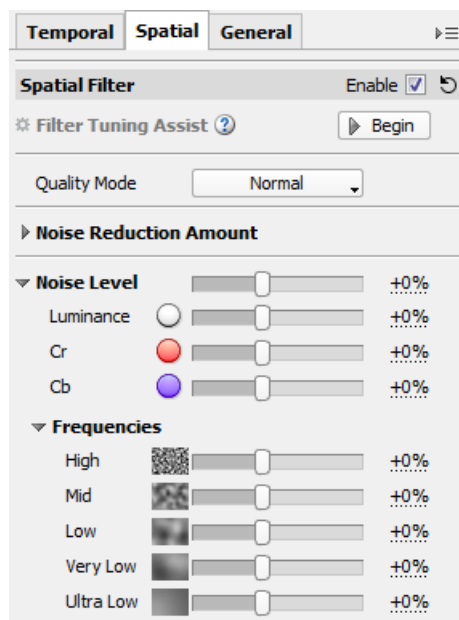 Temporal Spatial General
Spatial Filter Enable
Filter Tuning Assist ? Begin
Quality Mode Normal
Noise Reduction Amount
Noise Level +0%
Luminance +0%
Cr +0%
Cb +0%
Frequencies
High +0%
Mid +0%
Low +0%
Very Low +0%
Ultra Low +0%